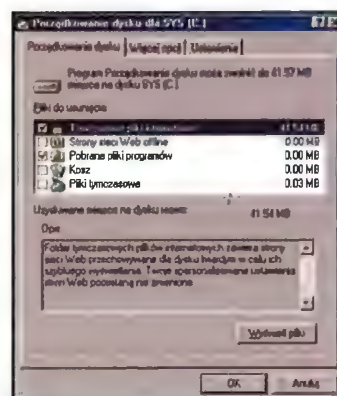 Porządkowanie dysku dla SYS (C:)
Porządkowanie dysku
Więcej opcji
Ustawienia
Program Porządkowanie dysku może zwolnić do 41.57 MB
miejsca na dysku SYS (C:).
Pliki do usunięcia:
Strony sieci Web offline 0.00 MB
Pobrane pliki programów 0.00 MB
Kosz 0.00 MB
Pliki tymczasowe 0.03 MB
Uzyskiwane miejsce na dysku razem: 41.54 MB
Opis
Folder tymczasowych plików internetowych zawiera strony
sieci Web przechowywane dla dysku twardym w celu ich
szybkiego wyświetlania. Twoje spersonalizowane ustawienia
stron Web pozostaną nie zmienione.
Wyświetl pliki
OK
Anuluj